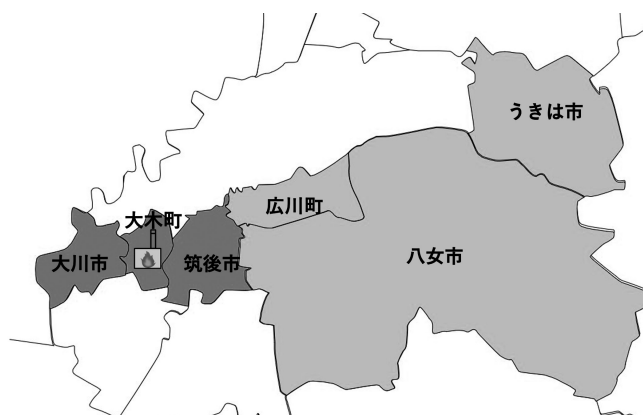 うきは市
広川町
大木町
八女市
大川市
筑後市